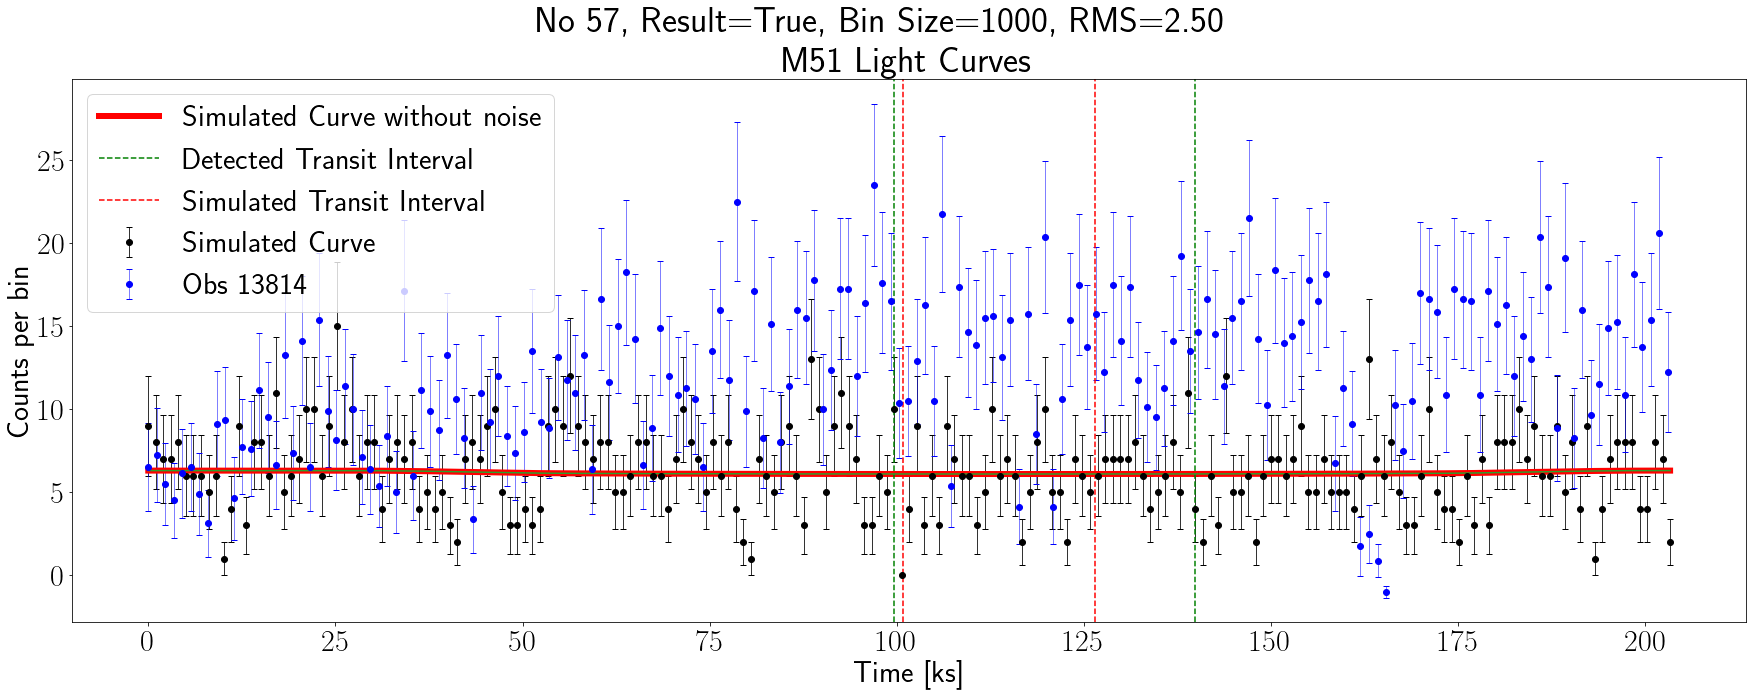 No 57, Result=True, Bin Size=1000, RMS=2.50
M51 Light Curves
Simulated Curve without noise
Detected Transit Interval
Simulated Transit Interval
Simulated Curve
Obs 13814
Counts per bin
25
20
15
10
5
0
0 25 50 75 100 125 150 175 200
Time [ks]